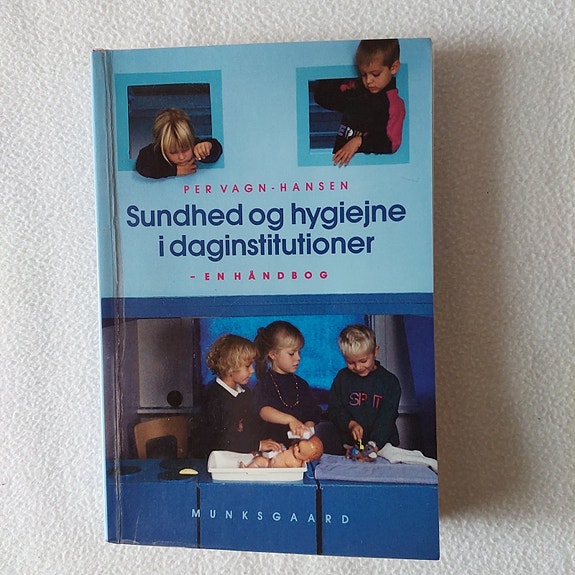 PER VAGN-HANSEN
Sundhed og hygiejne
i daginstitutioner
- EN HÅNDBOG
MUNKSGAARD